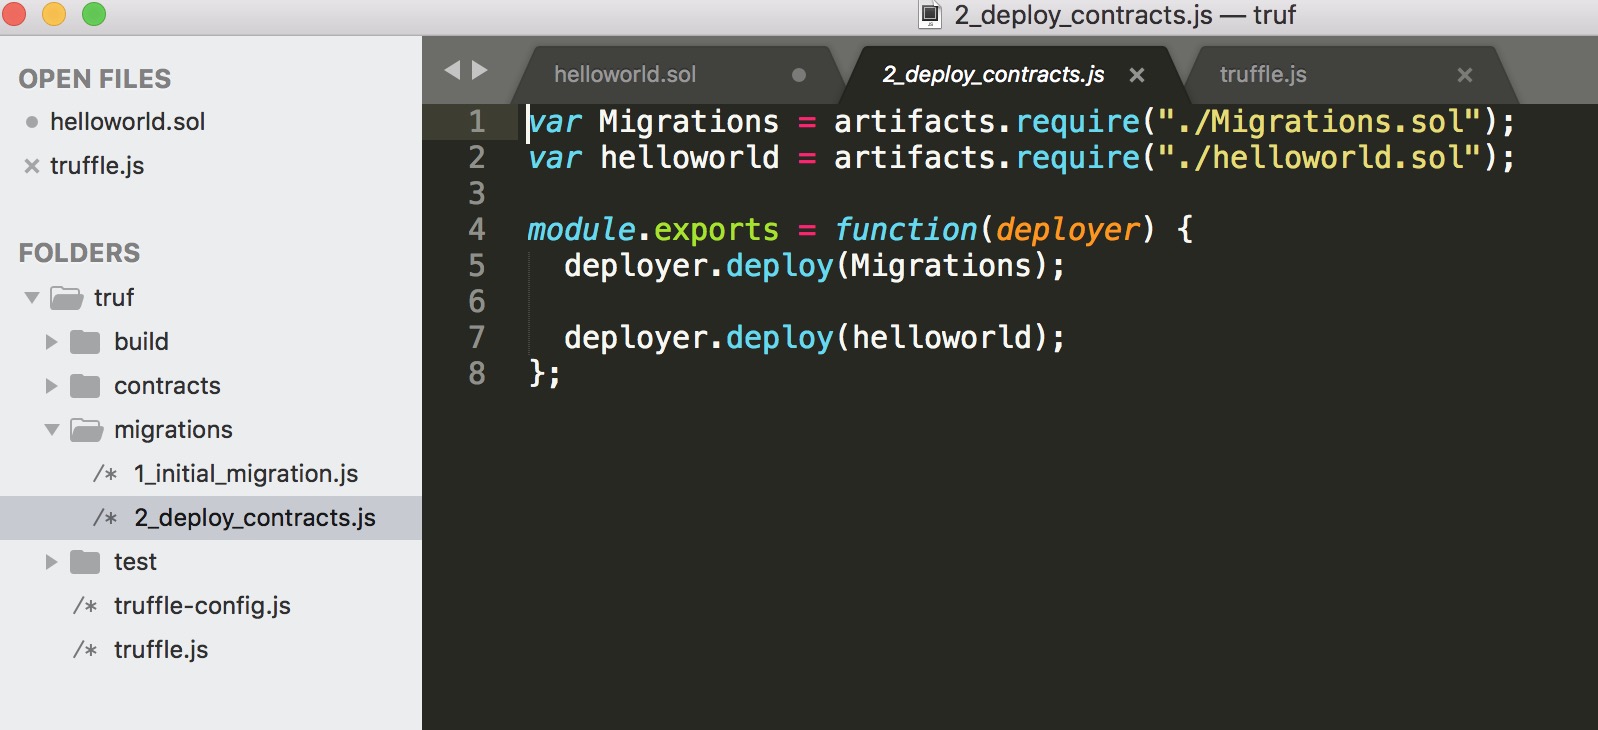 2_deploy_contracts.js — truf
OPEN FILES
helloworld.sol
truffle.js
FOLDERS
truf
build
contracts
migrations
/* 1_initial_migration.js
/* 2_deploy_contracts.js
test
/* truffle-config.js
/* truffle.js
helloworld.sol 2_deploy_contracts.js truffle.js
1 var Migrations = artifacts.require("./Migrations.sol");
2 var helloworld = artifacts.require("./helloworld.sol");
3
4 module.exports = function(deployer) {
5   deployer.deploy(Migrations);
6
7   deployer.deploy(helloworld);
8 };